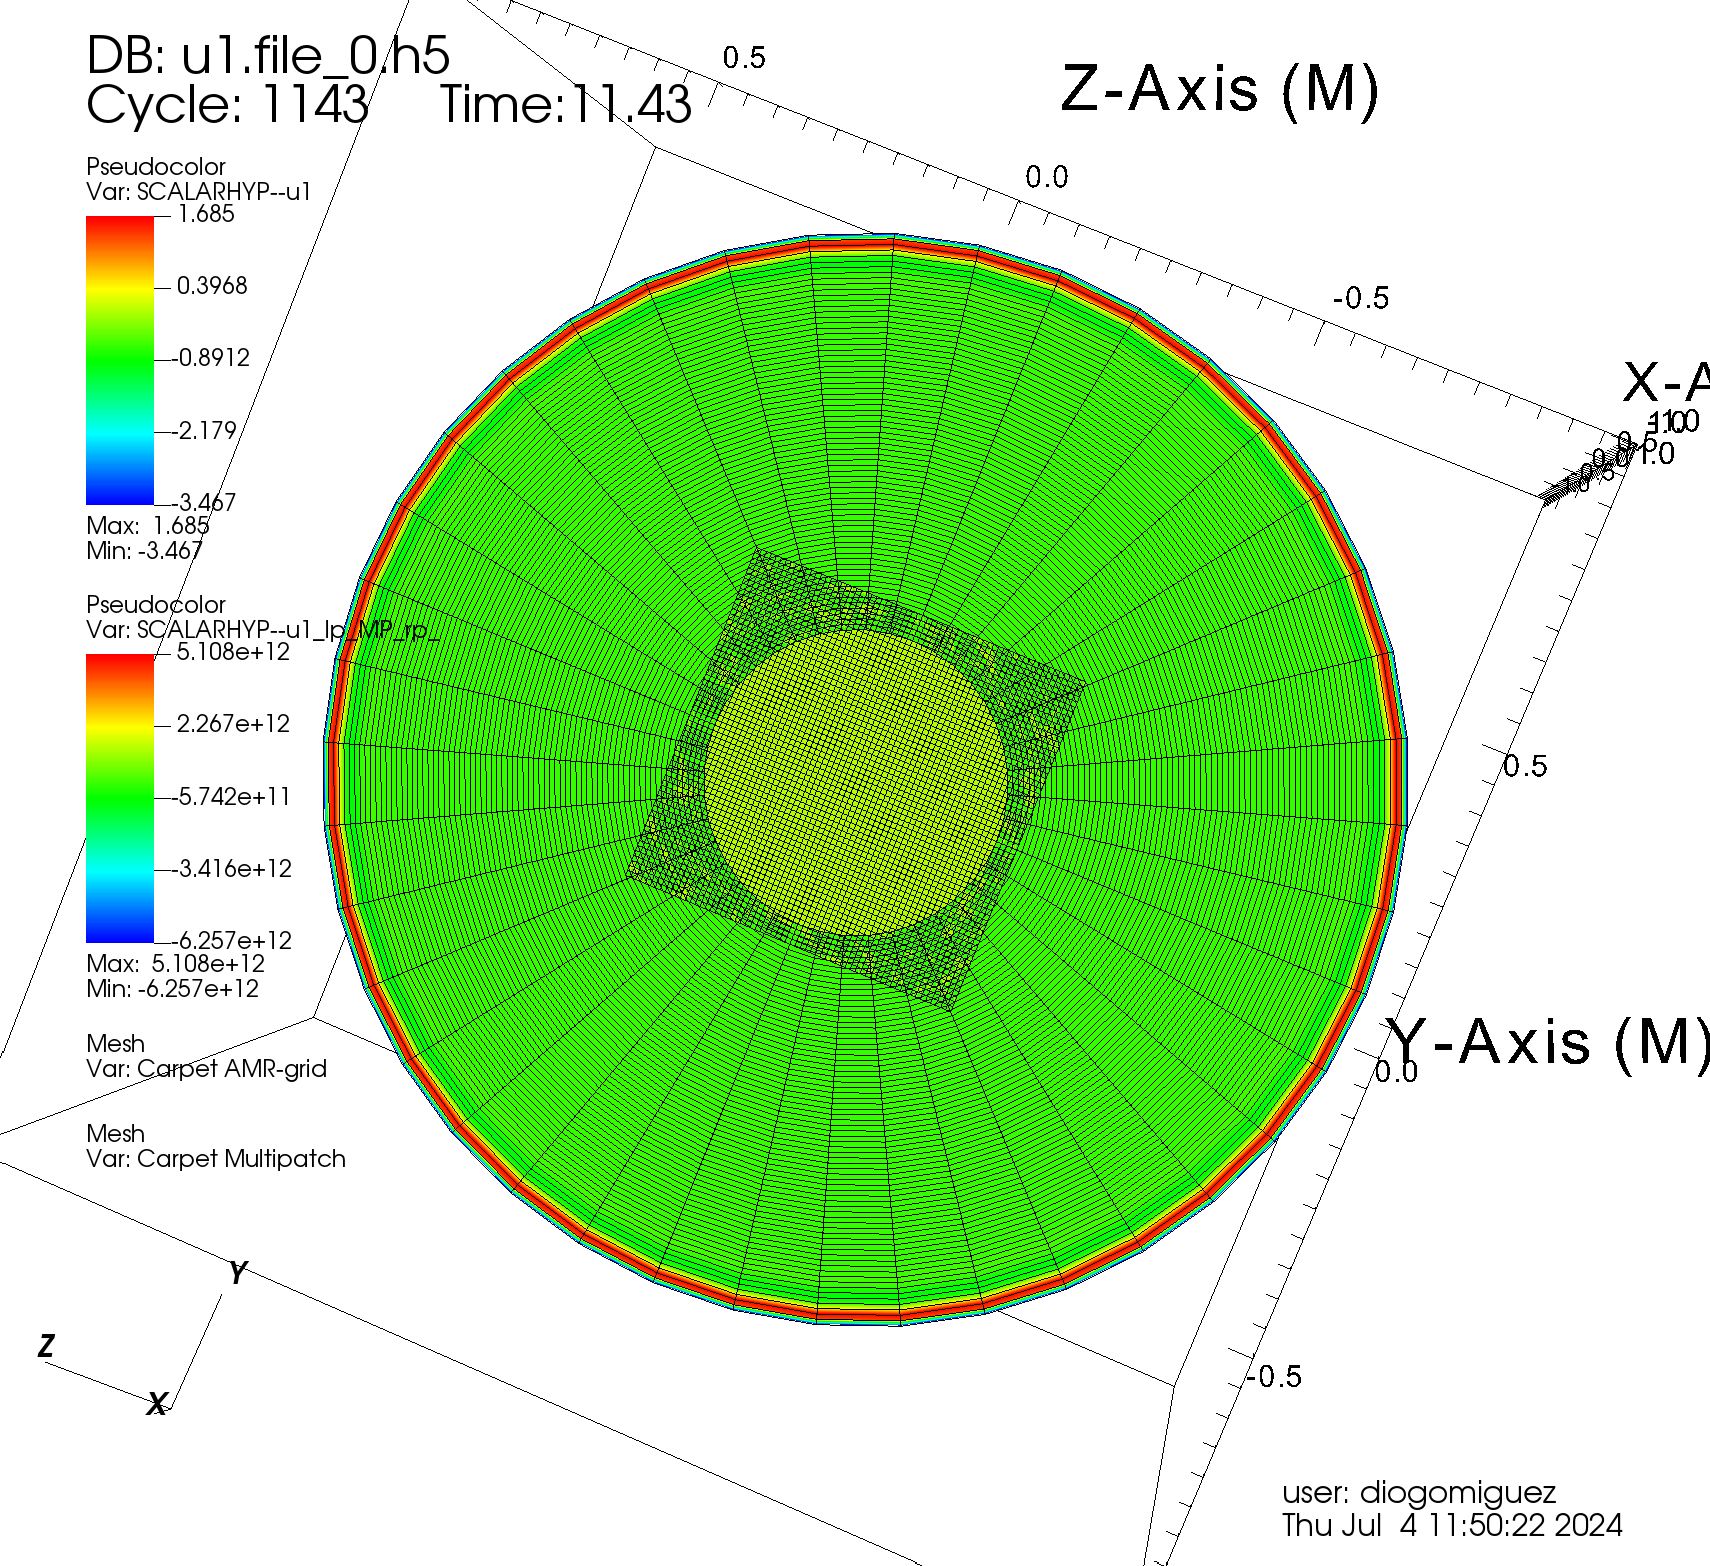 DB: u1.file_0.h5
Cycle: 1143 Time:11.43
Pseudocolor
Var: SCALARHYP--u1
1.685
0.3968
-0.8912
-2.179
-3.467
Max: 1.685
Min: -3.467
Pseudocolor
Var: SCALARHYP--u1_lp_MP_rp_
5.108e+12
2.267e+12
-5.742e+11
-3.416e+12
-6.257e+12
Max: 5.108e+12
Min: -6.257e+12
Mesh
Var: Carpet AMR-grid
Mesh
Var: Carpet Multipatch
Z-Axis (M)
0.5
0.0
-0.5
X-A
0.5
Y-Axis (M)
0.0
-0.5
Y
Z
X
user: diogomiguez
Thu Jul 4 11:50:22 2024